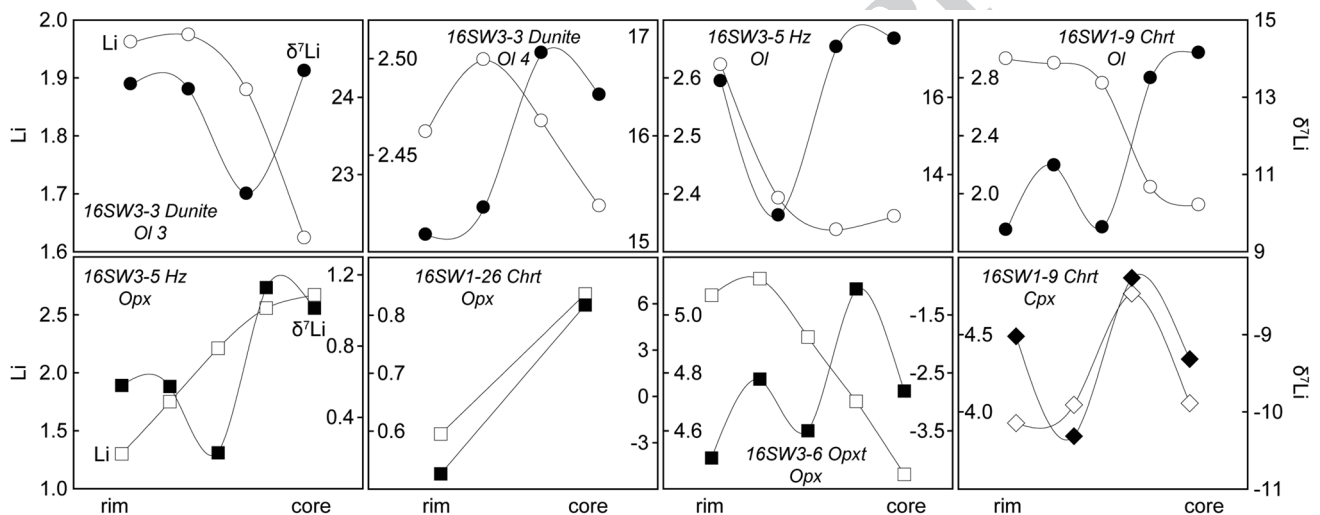 2.0
1.9
1.8
1.7
1.6
Li
Li
δ⁷Li
24
23
16SW3-3 Dunite
Ol 3
2.50
2.45
16SW3-3 Dunite
Ol 4
17
16
15
2.6
2.5
2.4
16SW3-5 Hz
Ol
16
14
2.8
2.4
2.0
16SW1-9 Chrt
Ol
15
13
11
9
δ⁷Li
2.5
2.0
1.5
1.0
Li
16SW3-5 Hz
Opx
1.2
0.8
0.4
δ⁷Li
Li
rim
core
0.8
0.7
0.6
16SW1-26 Chrt
Opx
6
3
0
-3
rim
core
5.0
4.8
4.6
16SW3-6 Opxt
Opx
-1.5
-2.5
-3.5
rim
core
4.5
4.0
16SW1-9 Chrt
Cpx
-9
-10
-11
δ⁷Li
rim
core